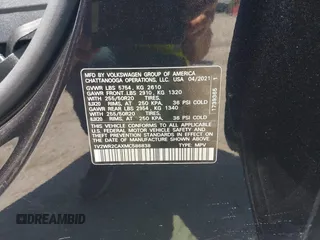 MFD. BY VOLKSWAGEN GROUP OF AMERICA
CHATTANOOGA OPERATIONS, LLC USA 04/2021
GVWR LBS 5754, KG 2610
GAWR FRONT LBS 2910, KG 1320
WITH 255/50R20 TIRES
8JX20 RIMS, AT 250 KPA, 36 PSI COLD
GAWR REAR LBS 2954, KG 1340
WITH 255/50R20 TIRES
8JX20 RIMS, AT 250 KPA, 36 PSI COLD
THIS VEHICLE CONFORMS TO ALL APPLICABLE
FEDERAL MOTOR VEHICLE SAFETY AND
THEFT PREVENTION STANDARDS IN EFFECT ON
THE DATE OF MANUFACTURE SHOWN ABOVE.
TYPE: MPV
DAMAGEDBID